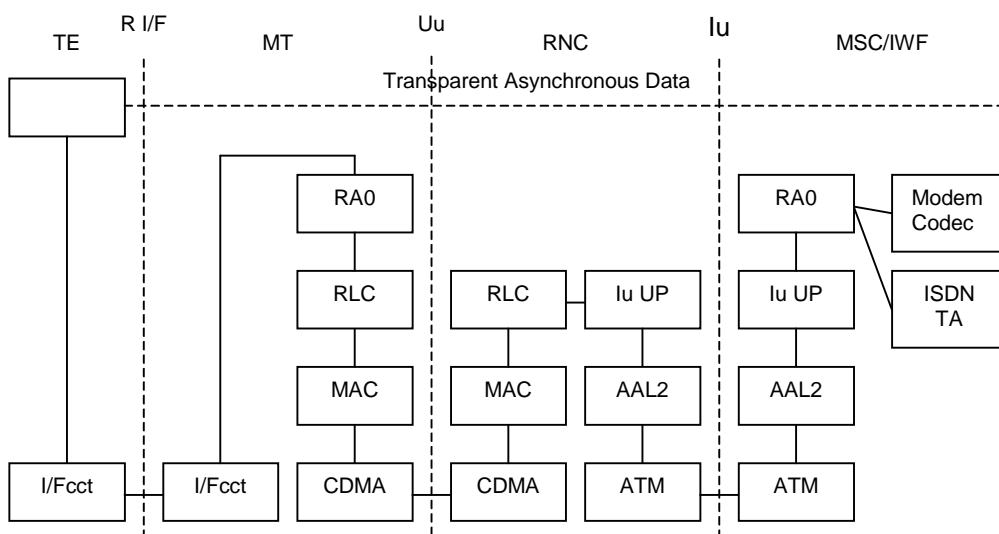 R I/F
Uu
Iu
TE
MT
RNC
MSC/IWF
Transparent Asynchronous Data
RA0
RA0
Modem
Codec
RLC
RLC
Iu UP
Iu UP
ISDN
TA
MAC
MAC
AAL2
AAL2
I/Fcct
I/Fcct
CDMA
CDMA
ATM
ATM